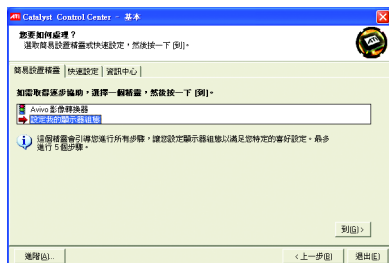 ATI Catalyst Control Center - 基本
您要如何處理？
選取簡易設置精靈或快速設定，然後按一下 [到]。
簡易設置精靈 快速設定 資訊中心
如需取得逐步協助，選擇一個精靈，然後按一下 [到]。
Avivo 影像轉換器
設定我的顯示器組態
這個精靈會引導您進行所有步驟，讓您設定顯示器組態以滿足您特定的喜好設定。最多
進行 5 個步驟。
到(G)>
進階(A)... <上一步(B) 退出(E)